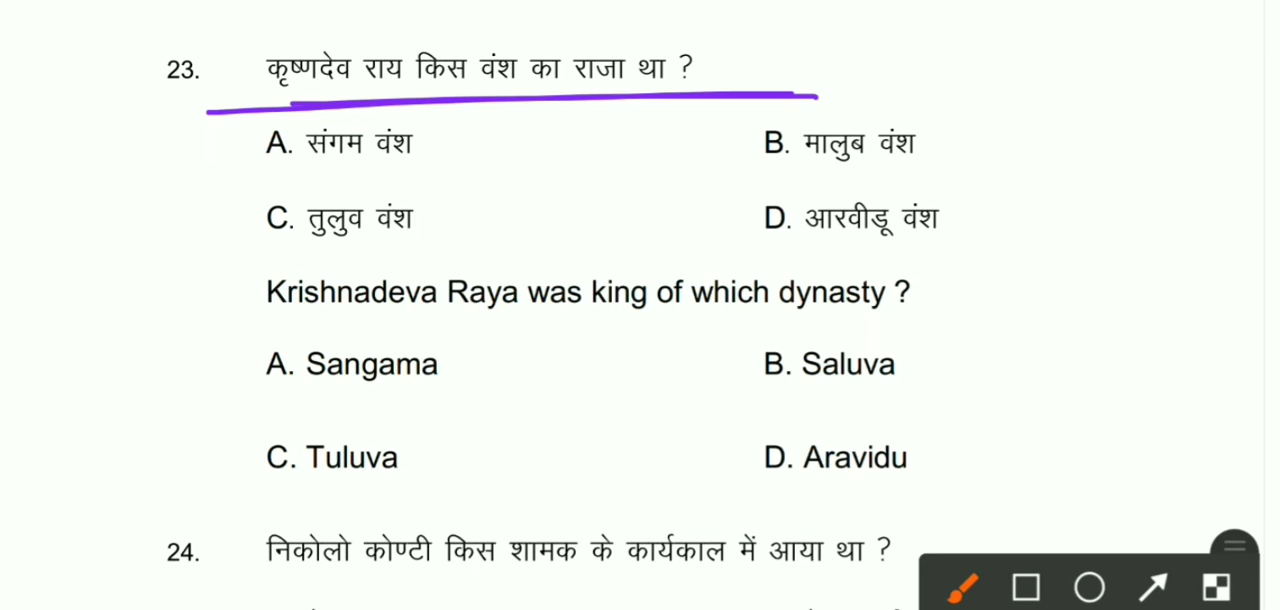 23. कृष्णदेव राय किस वंश का राजा था ?
A. संगम वंश B. मालुब वंश
C. तुलुव वंश D. आरवीडू वंश
Krishnadeva Raya was king of which dynasty ?
A. Sangama B. Saluva
C. Tuluva D. Aravidu
24. निकोलो कोण्टी किस शामक के कार्यकाल में आया था ?